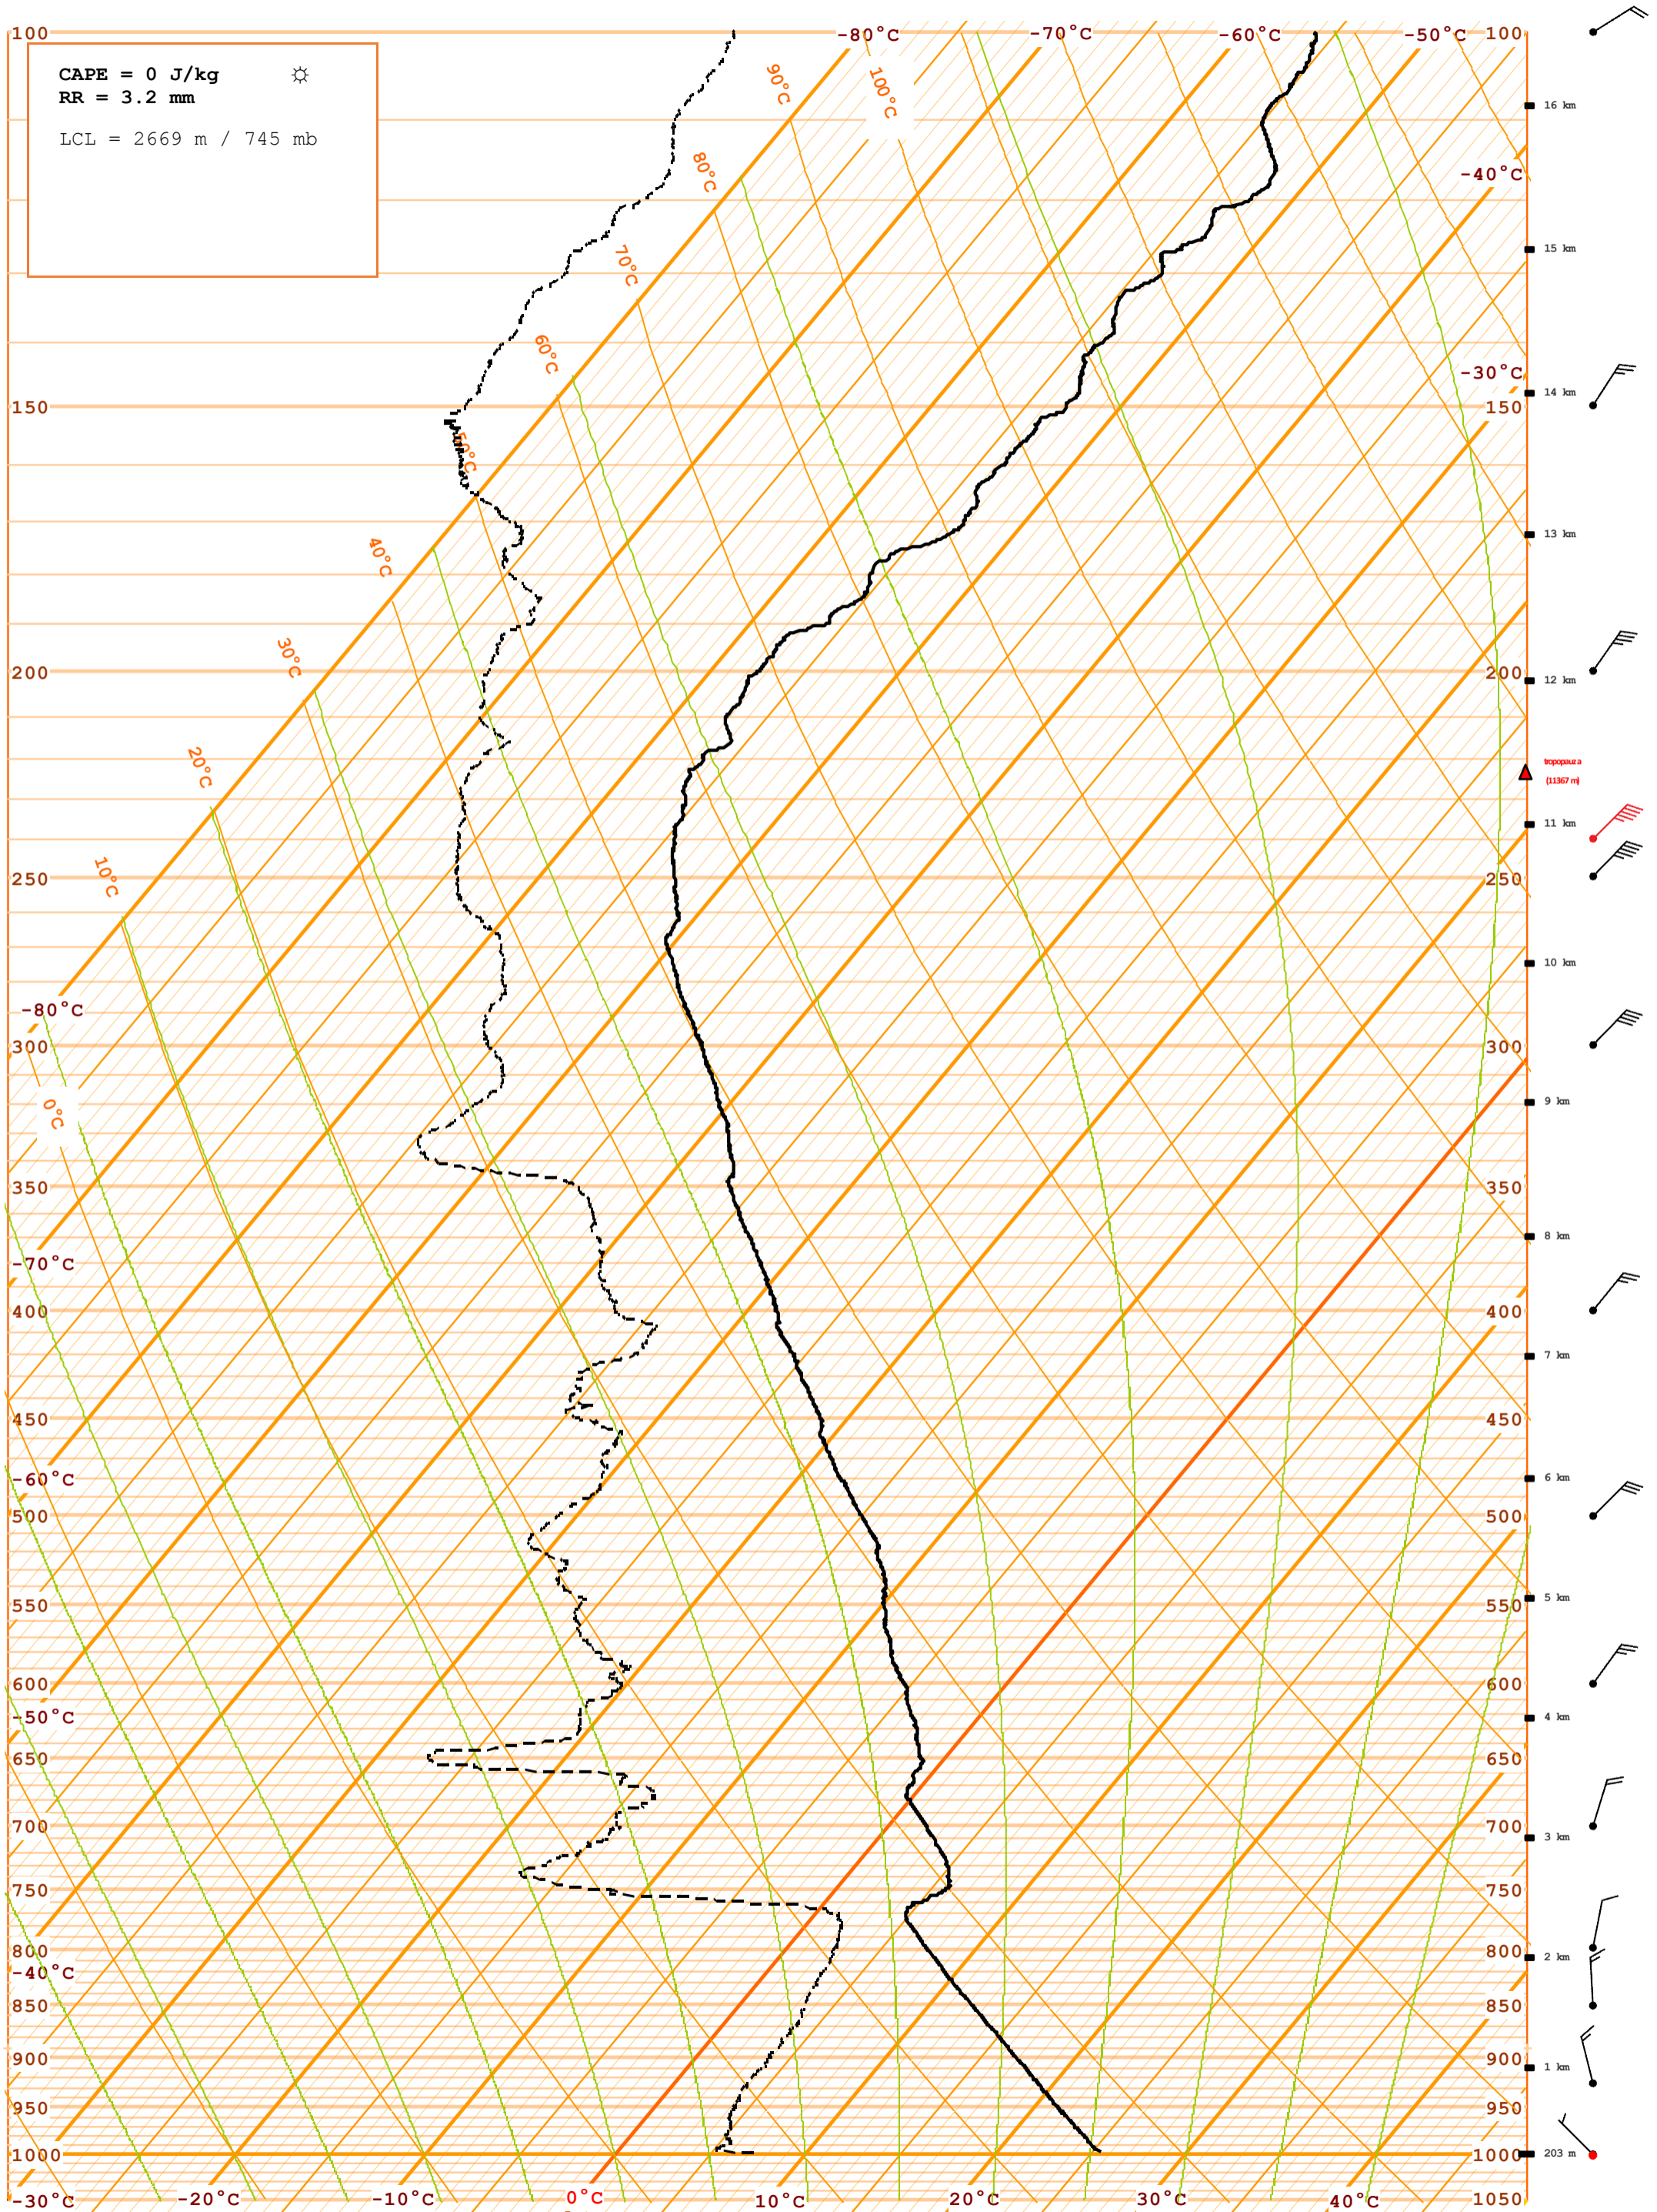 100 -80°C -70°C -60°C -50°C 100
CAPE = 0 J/kg ☼
RR = 3.2 mm
LCL = 2669 m / 745 mb
90°C 100°C
16 km
80°C
-40°C
15 km
70°C
60°C
-30°C
14 km
150 150
50°C
13 km
40°C
30°C
200 200
12 km
20°C
tropopauza
(11367 m)
11 km
10°C
250 250
10 km
-80°C
300 300
0°C
9 km
350 350
8 km
-70°C
400 400
7 km
450 450
-60°C
6 km
500 500
550 550
5 km
600 600
-50°C
4 km
650 650
700 700
3 km
750 750
800 800
2 km
-40°C
850 850
900 900
1 km
950 950
1000 1000
203 m
-30°C -20°C -10°C 0°C 10°C 20°C 30°C 40°C 1050